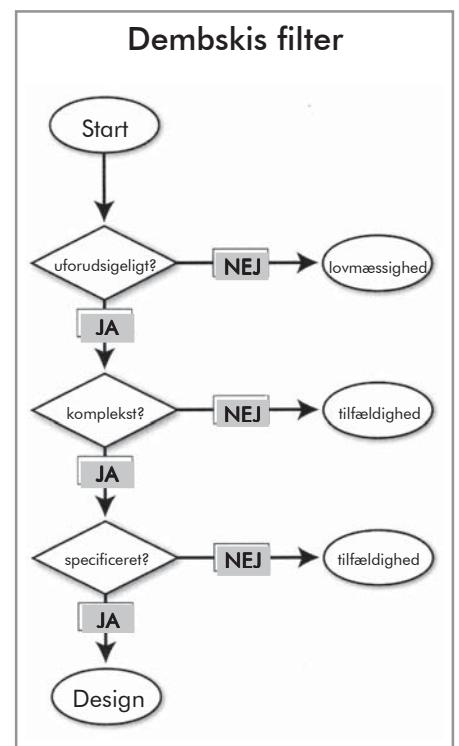 Dembskis filter
Start
uforudsigeligt?
NEJ
lovmæssighed
JA
komplekst?
NEJ
tilfældighed
JA
specificeret?
NEJ
tilfældighed
JA
Design